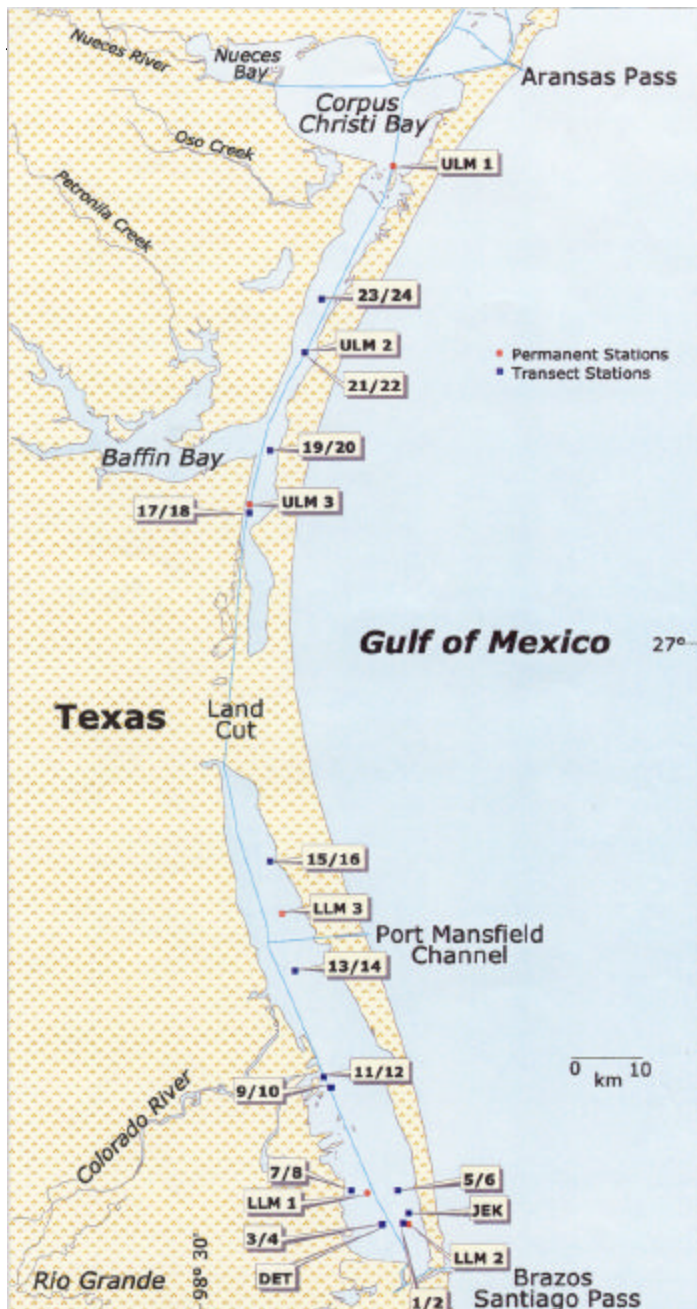 Nueces River
Nueces
Bay
Aransas Pass
Corpus
Christi Bay
Oso Creek
ULM 1
Petronila Creek
23/24
ULM 2
Permanent Stations
21/22
Transect Stations
19/20
Baffin Bay
ULM 3
17/18
Gulf of Mexico
27°
Texas
Land
Cut
15/16
LLM 3
Port Mansfield
Channel
13/14
0 10
km
11/12
9/10
Colorado River
7/8
5/6
LLM 1
JEK
3/4
LLM 2
DET
98° 30'
Rio Grande
Brazos
Santiago Pass
1/2